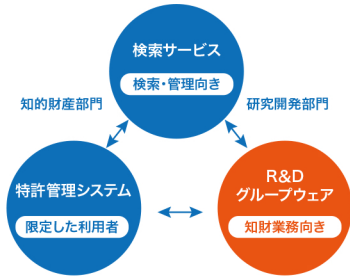 検索サービス
検索・管理向き
知的財産部門
研究開発部門
特許管理システム
限定した利用者
R&D
グループウェア
知財業務向き